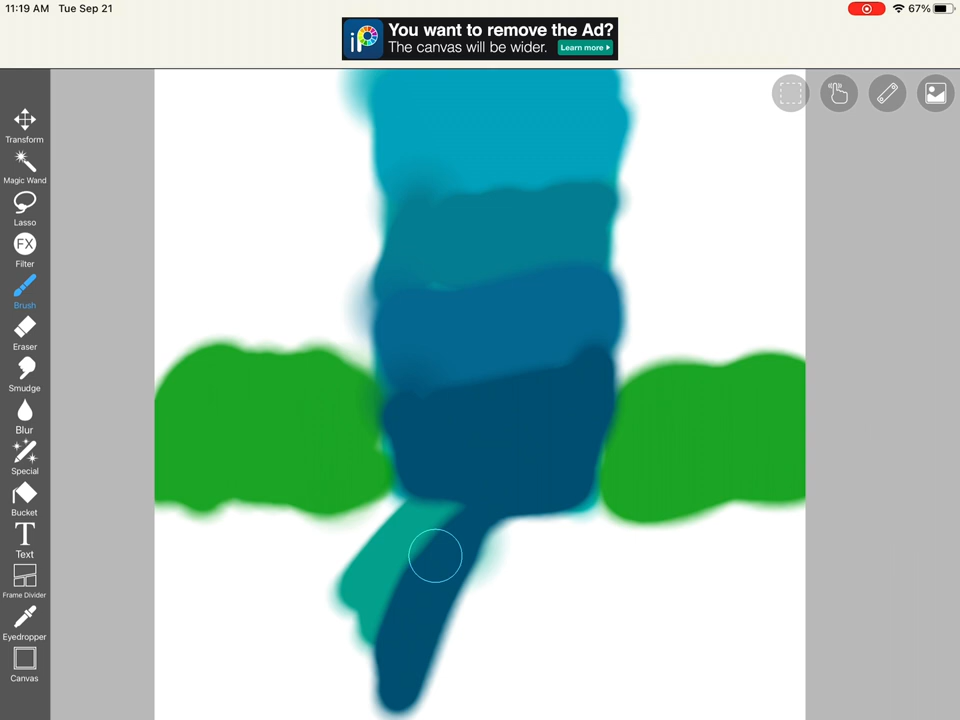 11:19 AM Tue Sep 21
67%
iP
You want to remove the Ad?
The canvas will be wider.
Learn more
Transform
Magic Wand
Lasso
FX
Filter
Brush
Eraser
Smudge
Blur
Special
Bucket
T
Text
Frame Divider
Eyedropper
Canvas